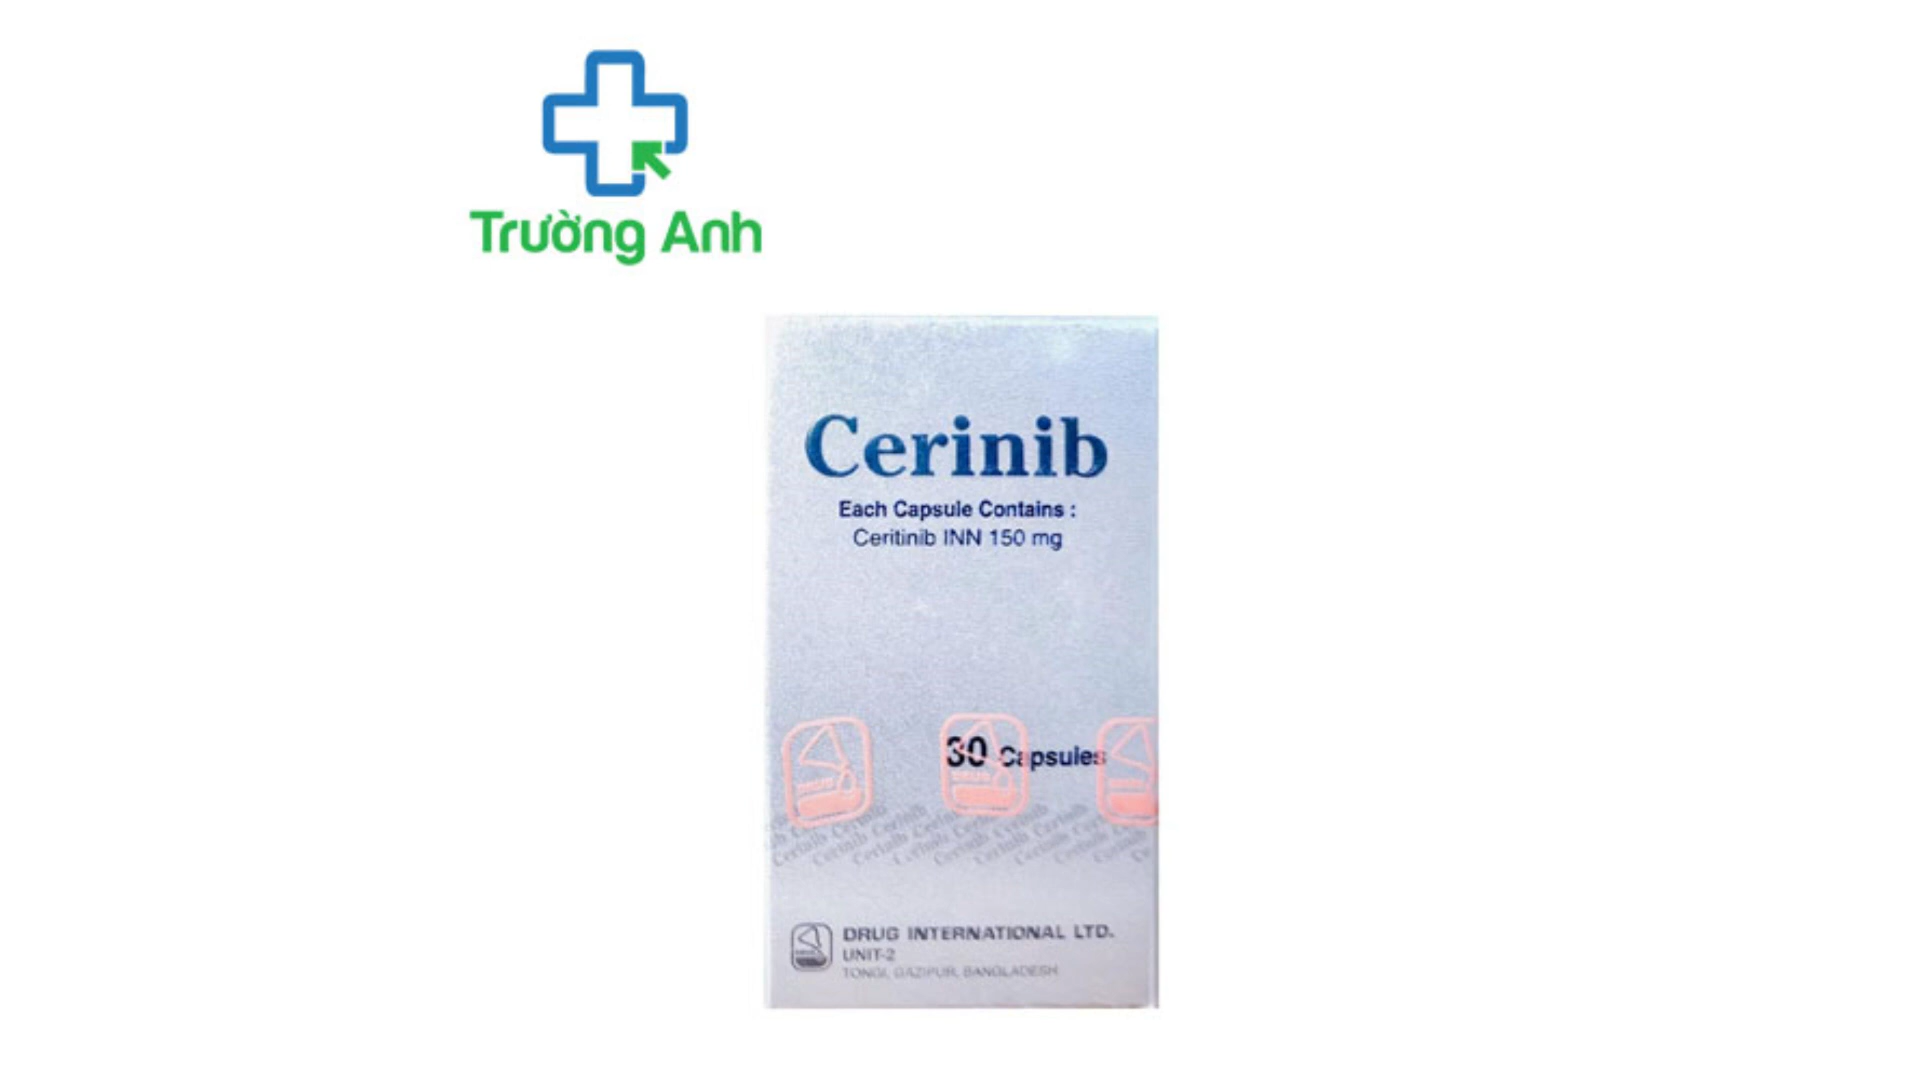 Trường Anh
Cerinib
Each Capsule Contains :
Ceritinib INN 150 mg
30 Capsules
DRUG INTERNATIONAL LTD.
UNIT-2
TONGI, GAZIPUR, BANGLADESH